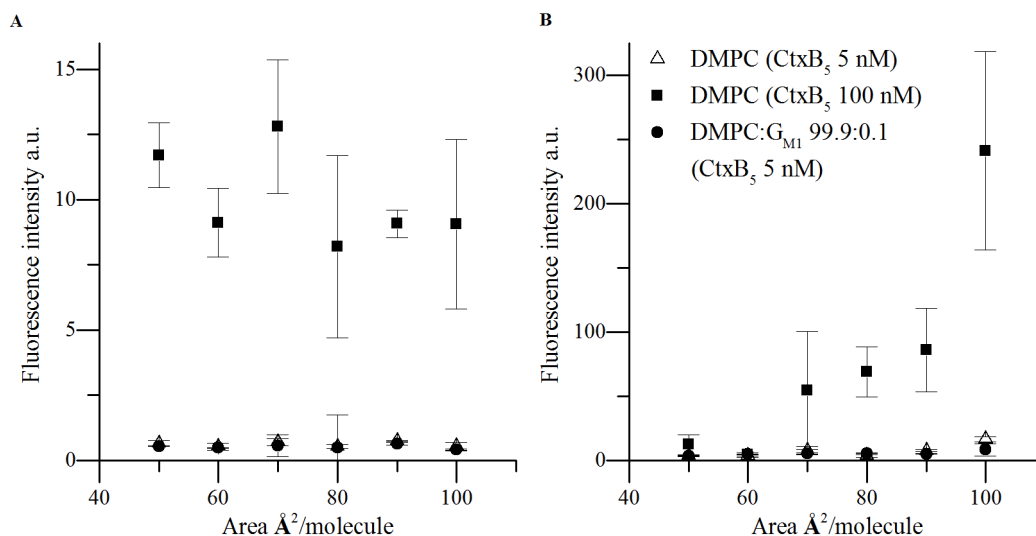 A
Fluorescence intensity a.u.
15
10
5
0
40
60
80
100
Area Å²/molecule
B
Fluorescence intensity a.u.
300
200
100
0
40
60
80
100
Area Å²/molecule
DMPC (CtxB₅ 5 nM)
DMPC (CtxB₅ 100 nM)
DMPC:G_M1 99.9:0.1
(CtxB₅ 5 nM)